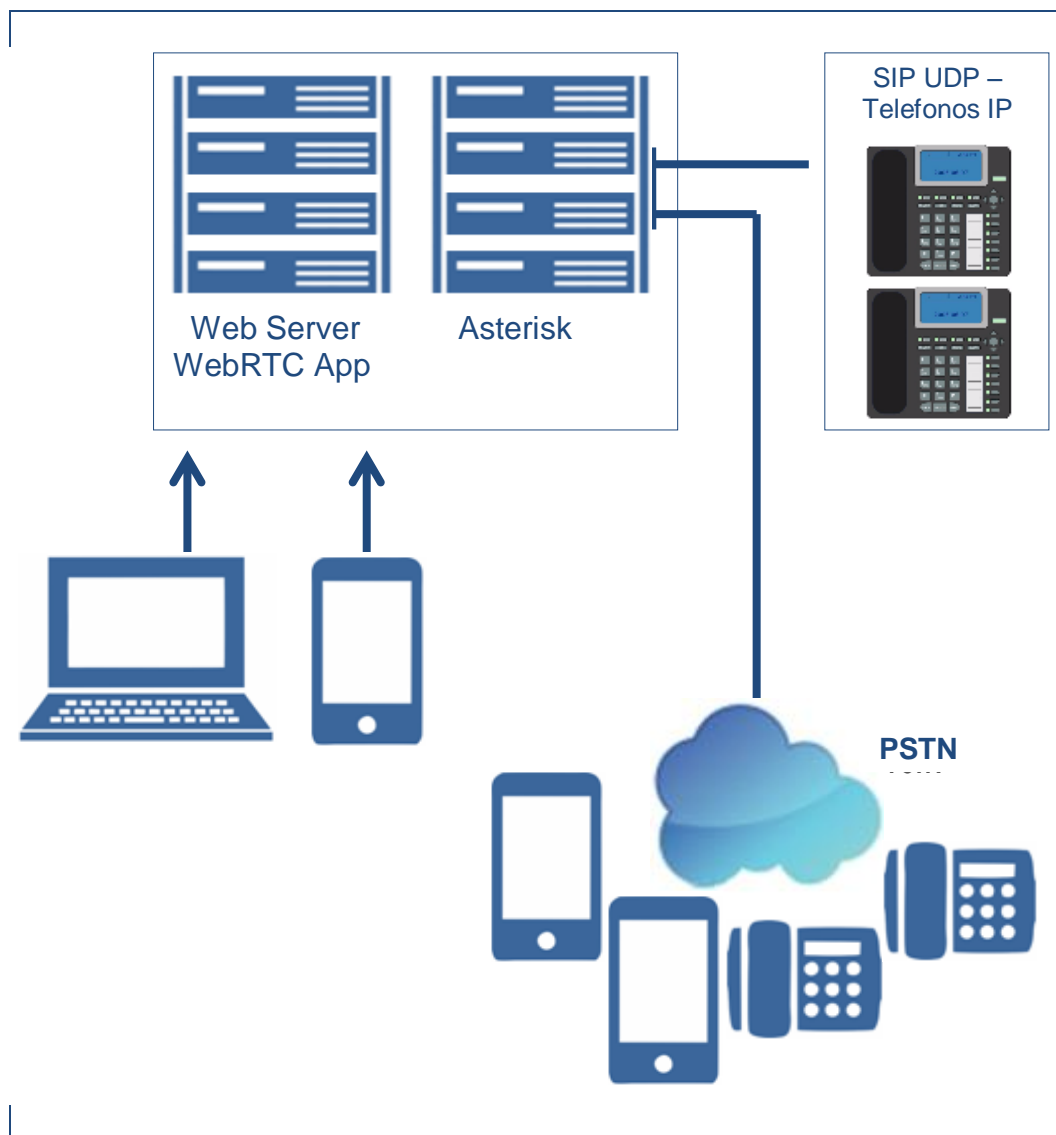 SIP UDP –
Telefonos IP
Web Server
WebRTC App
Asterisk
PSTN